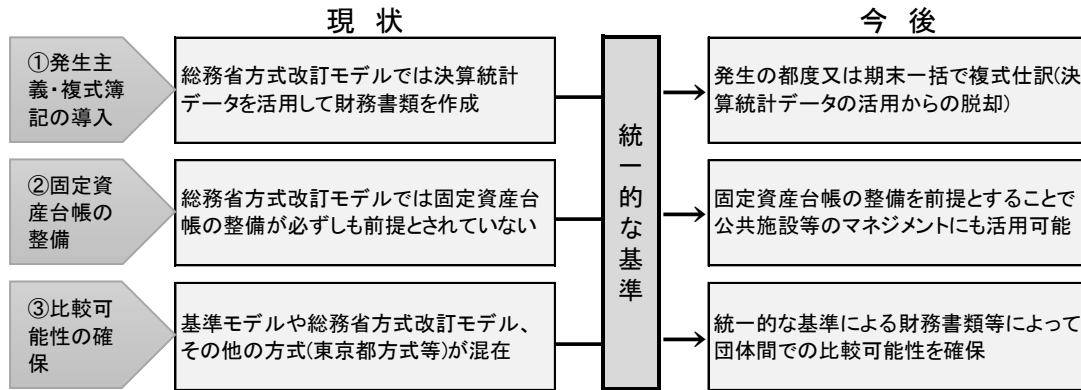 現 状
今 後
①発生主
義・複式簿
記の導入
総務省方式改訂モデルでは決算統計
データを活用して財務書類を作成
発生の都度又は期末一括で複式仕訳(決
算統計データの活用からの脱却)
統一的な基準
②固定資
産台帳の
整備
総務省方式改訂モデルでは固定資産台
帳の整備が必ずしも前提とされていない
固定資産台帳の整備を前提とすることで
公共施設等のマネジメントにも活用可能
③比較可
能性の確
保
基準モデルや総務省方式改訂モデル、
その他の方式(東京都方式等)が混在
統一的な基準による財務書類等によって
団体間での比較可能性を確保